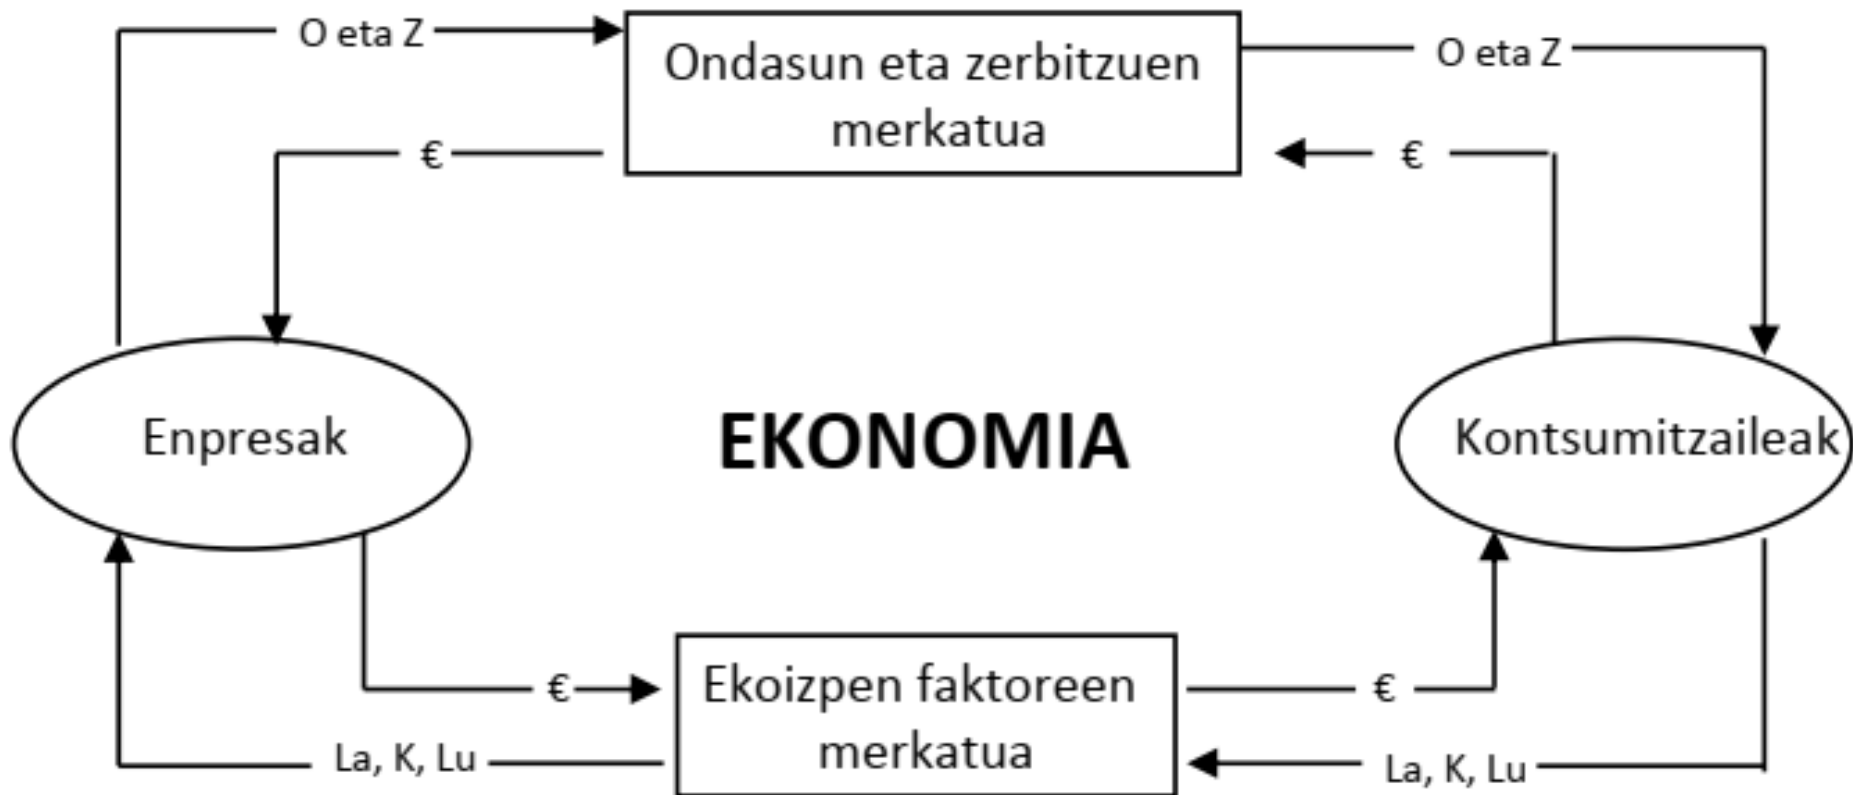 O eta Z
Ondasun eta zerbitzuen
merkatua
O eta Z
€
€
Enpresak
EKONOMIA
Kontsumitzaileak
€
Ekoizpen faktoreen
merkatua
€
La, K, Lu
La, K, Lu